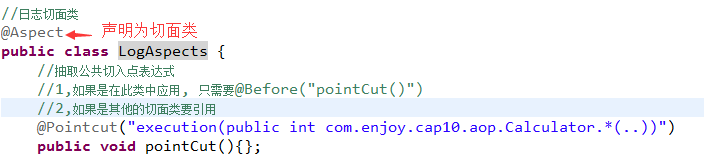 //日志切面类
@Aspect 声明为切面类
public class LogAspects {
//抽取公共切入点表达式
//1,如果是在此类中应用, 只需要@Before("pointCut()")
//2,如果是其他的切面类要引用
@Pointcut("execution(public int com.enjoy.cap10.aop.Calculator.*(..))")
public void pointCut(){};